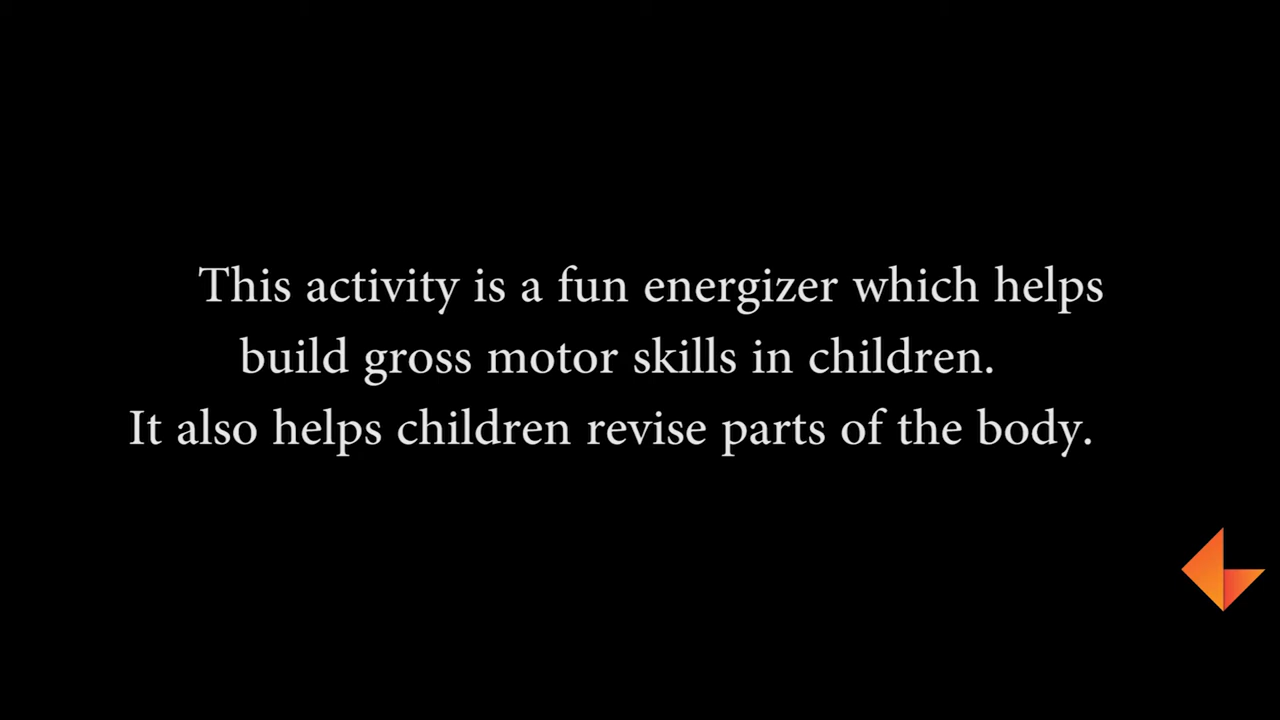 This activity is a fun energizer which helps
build gross motor skills in children.
It also helps children revise parts of the body.